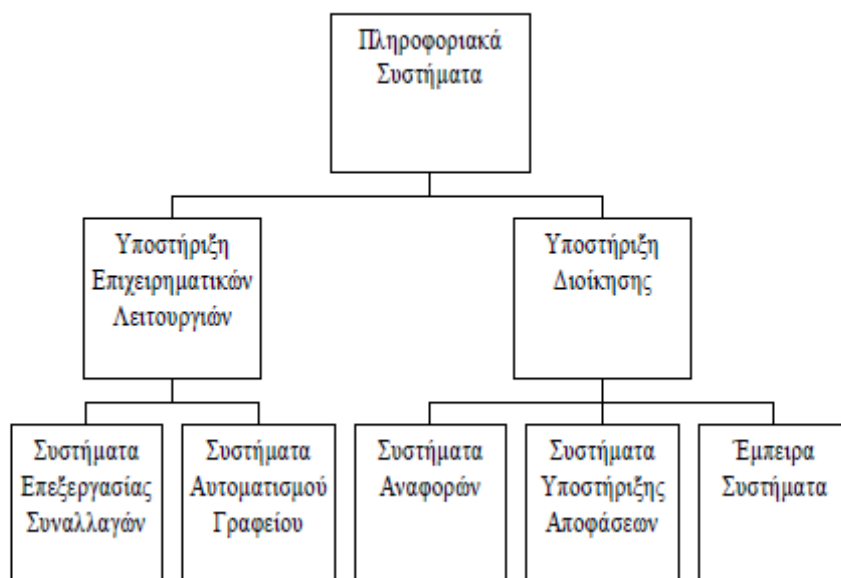 Πληροφοριακά
Συστήματα
Υποστήριξη
Επιχειρηματικών
Λειτουργιών
Υποστήριξη
Διοίκησης
Συστήματα
Επεξεργασίας
Συναλλαγών
Συστήματα
Αυτοματισμού
Γραφείου
Συστήματα
Αναφορών
Συστήματα
Υποστήριξης
Αποφάσεων
Έμπειρα
Συστήματα